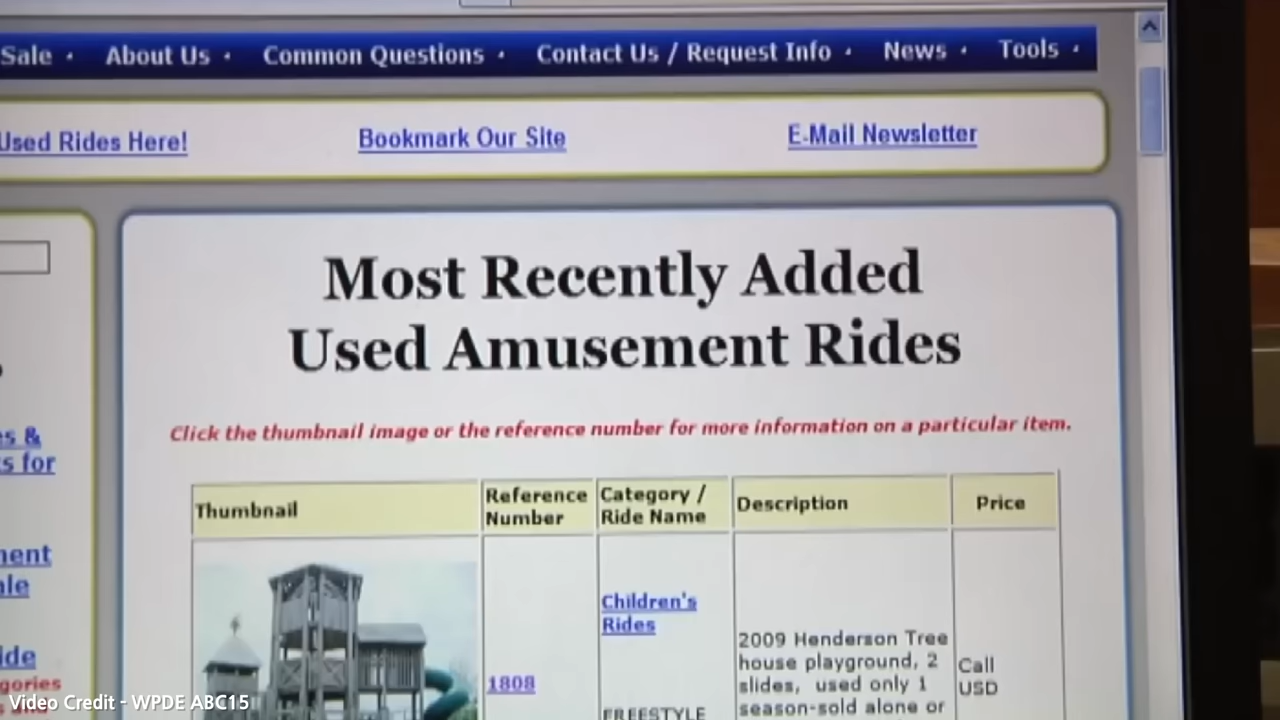 Sale · About Us · Common Questions · Contact Us / Request Info · News · Tools ·
Used Rides Here! Bookmark Our Site E-Mail Newsletter
Most Recently Added
Used Amusement Rides
Click the thumbnail image or the reference number for more information on a particular item.
Thumbnail
Reference
Number
Category /
Ride Name
Description
Price
1808
Children's
Rides
FREESTYLE
2009 Henderson Tree
house playground, 2
slides, used only 1
season-sold alone or
Call
USD
s &
s for
Video Credit - WPDE ABC15